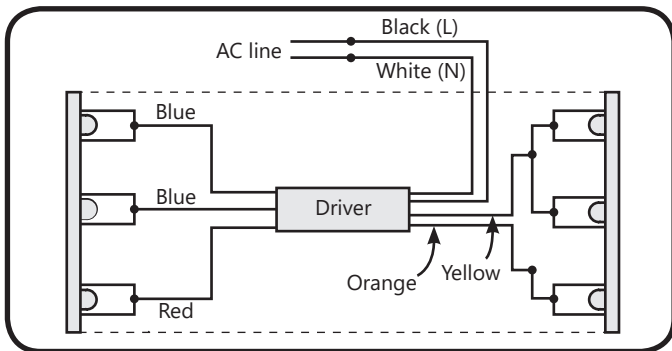 Black (L)
AC line
White (N)
Blue
Blue
Driver
Orange
Yellow
Red